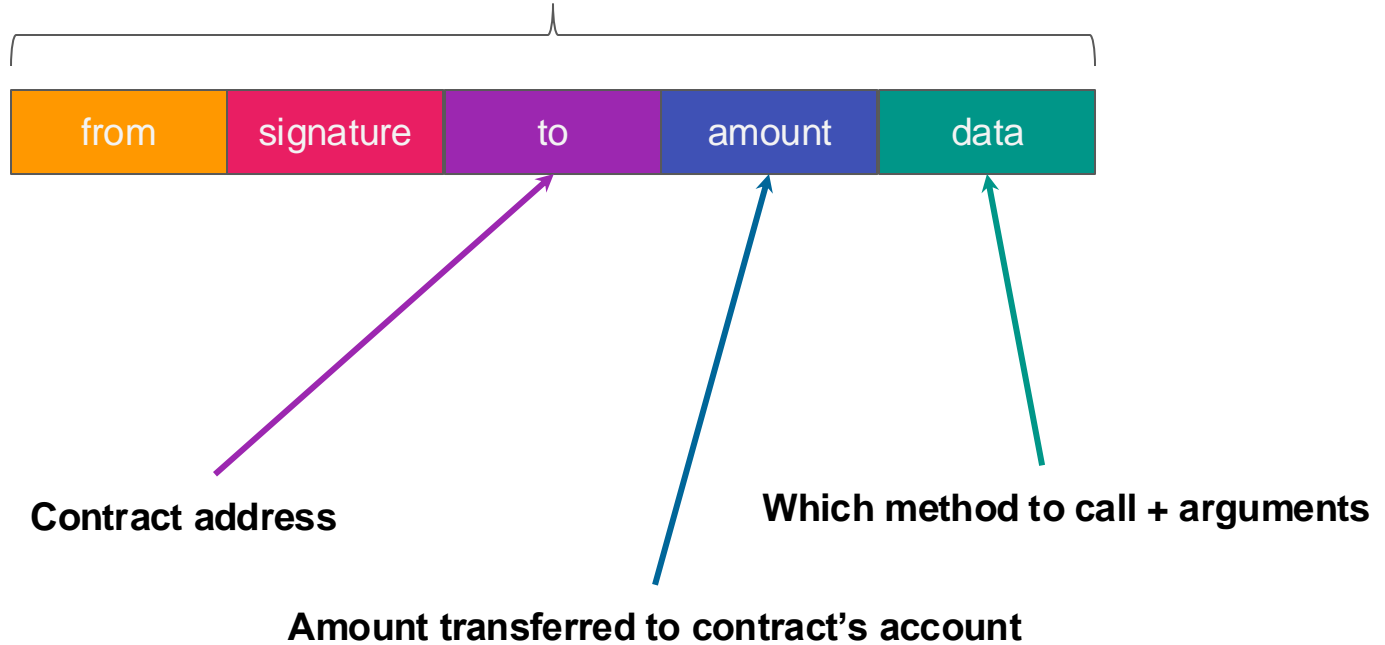 from signature to amount data
Contract address
Which method to call + arguments
Amount transferred to contract’s account